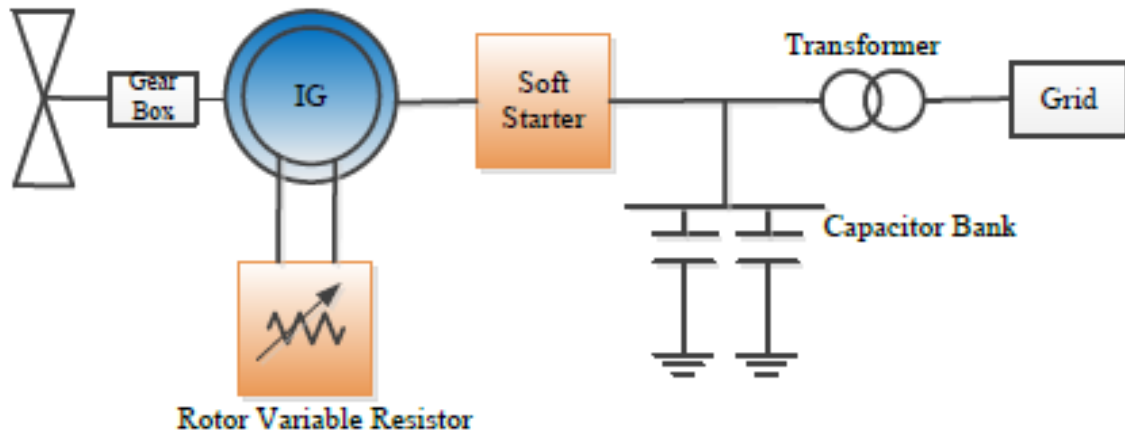 Transformer
Gear
Box
IG
Soft
Starter
Grid
Capacitor Bank
Rotor Variable Resistor